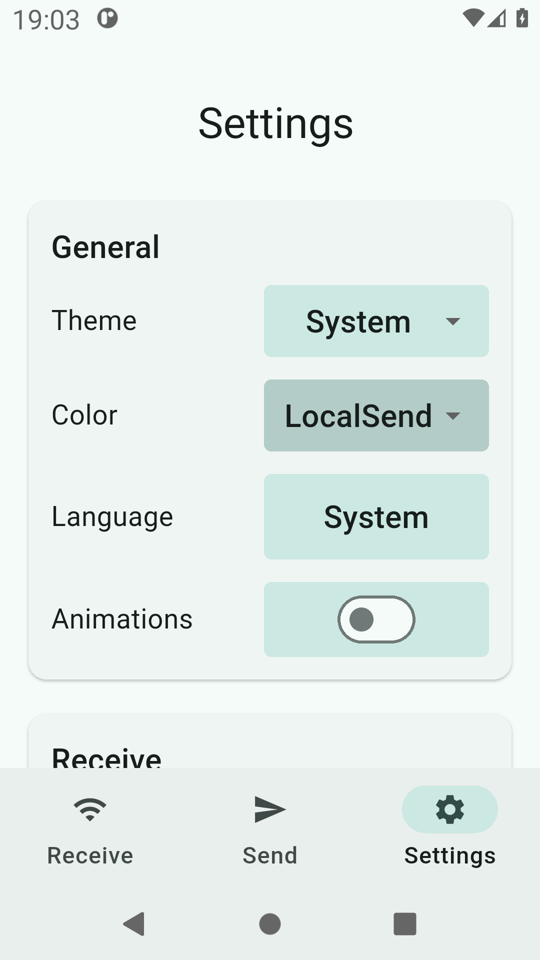 19:03
Settings
General
Theme System
Color LocalSend
Language System
Animations
Receive
Receive Send Settings